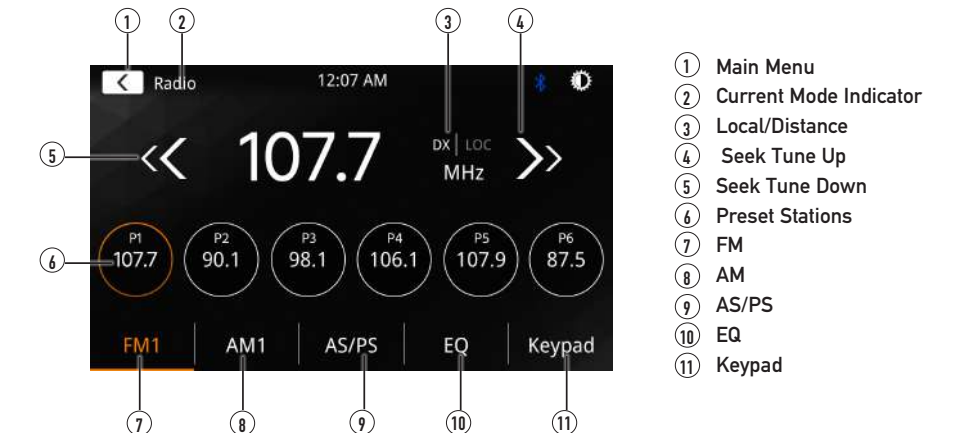 1 2 3 4
Radio 12:07 AM
5 107.7 DX | LOC
MHz
6
P1 P2 P3 P4 P5 P6
107.7 90.1 98.1 106.1 107.9 87.5
FM1 AM1 AS/PS EQ Keypad
7 8 9 10 11
1 Main Menu
2 Current Mode Indicator
3 Local/Distance
4 Seek Tune Up
5 Seek Tune Down
6 Preset Stations
7 FM
8 AM
9 AS/PS
10 EQ
11 Keypad